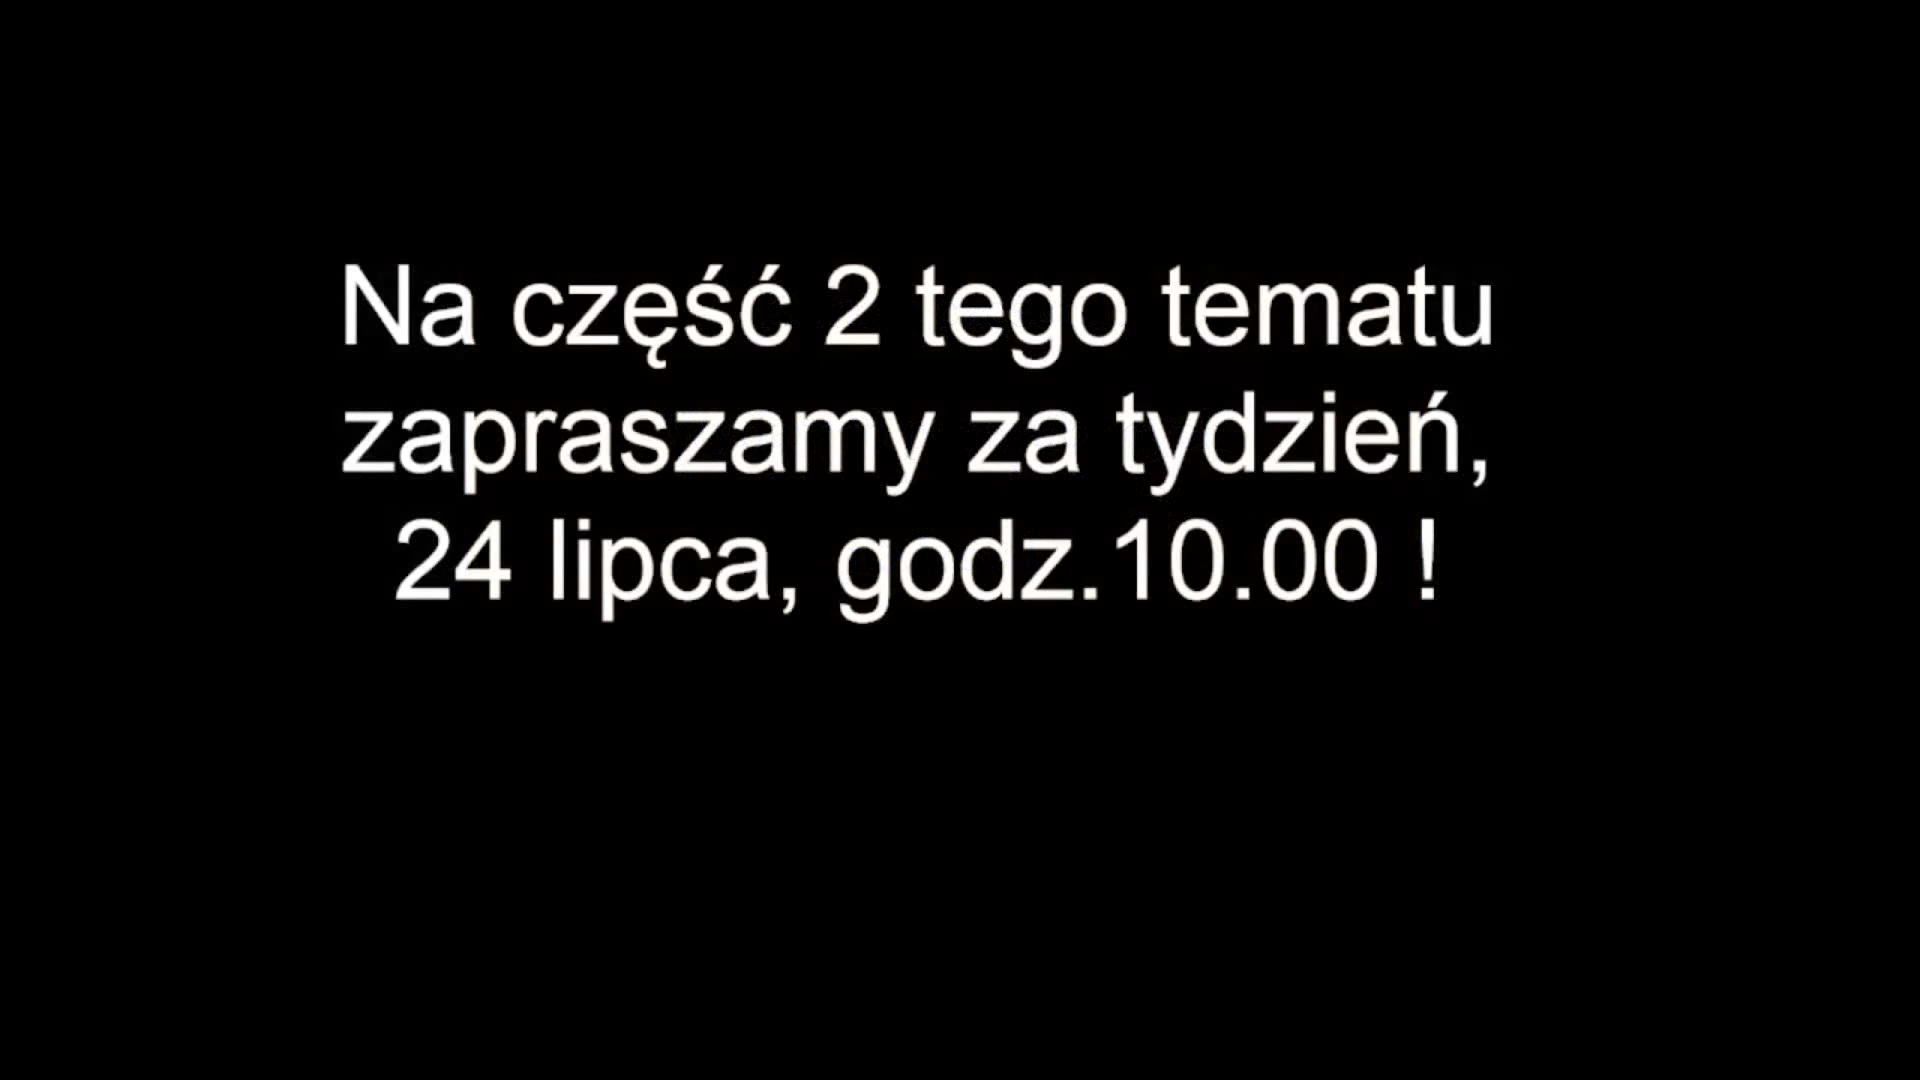 Na część 2 tego tematu
zapraszamy za tydzień,
24 lipca, godz.10.00 !